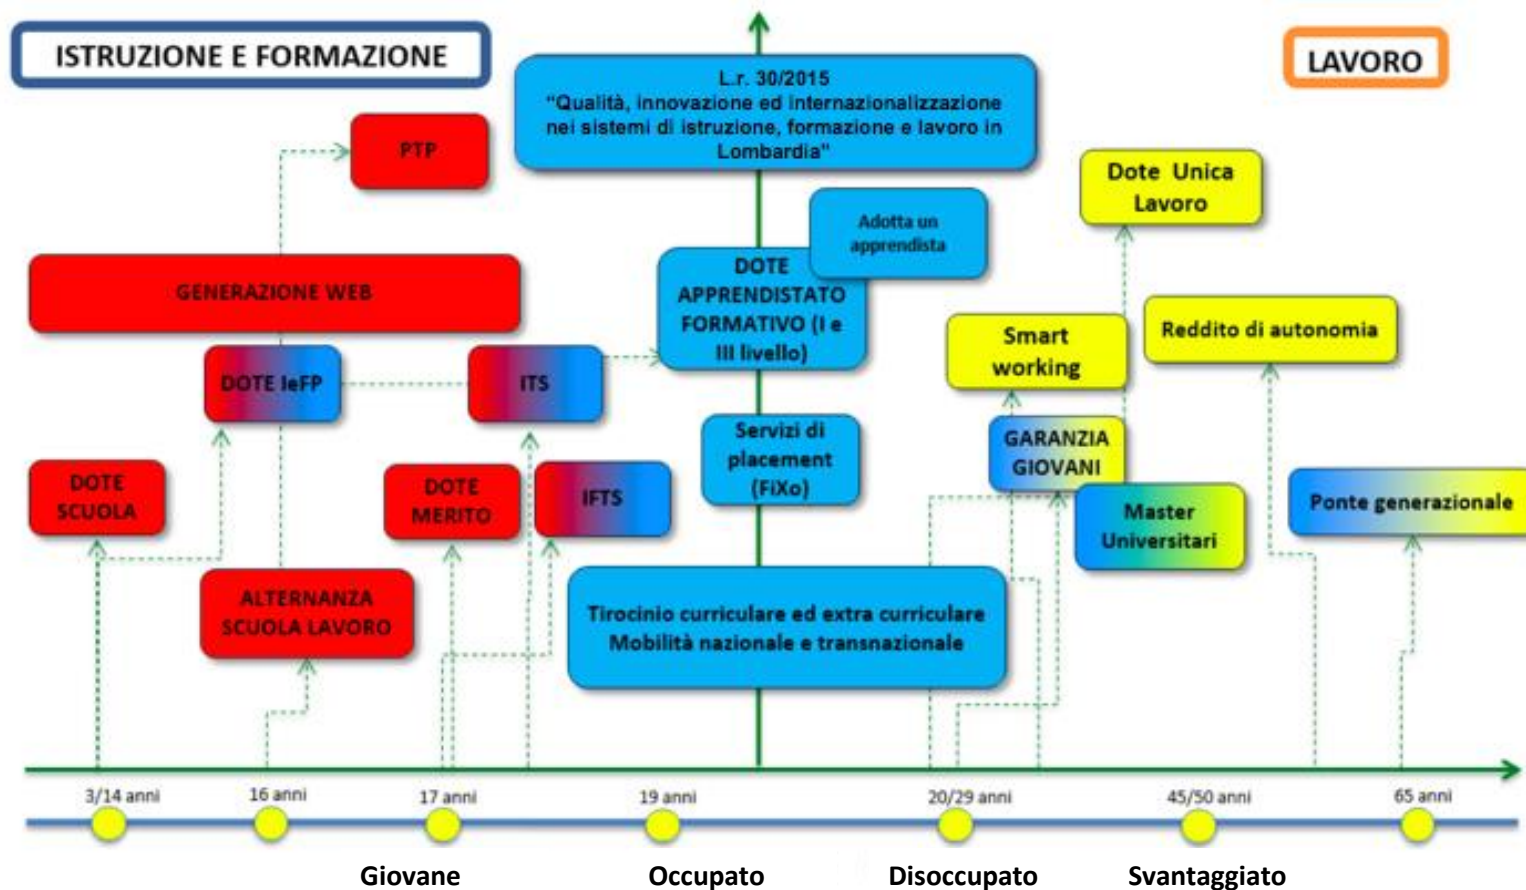 ISTRUZIONE E FORMAZIONE
LAVORO
L.r. 30/2015
"Qualità, innovazione ed internazionalizzazione
nei sistemi di istruzione, formazione e lavoro in
Lombardia"
PTP
Dote Unica
Lavoro
Adotta un
apprendista
GENERAZIONE WEB
DOTE
APPRENDISTATO
FORMATIVO (I e
III livello)
Smart
working
Reddito di autonomia
DOTE IeFP
ITS
Servizi di
placement
(FiXo)
GARANZIA
GIOVANI
DOTE
SCUOLA
DOTE
MERITO
IFTS
Master
Universitari
Ponte generazionale
ALTERNANZA
SCUOLA LAVORO
Tirocinio curriculare ed extra curriculare
Mobilità nazionale e transnazionale
3/14 anni
16 anni
17 anni
19 anni
20/29 anni
45/50 anni
65 anni
Giovane
Occupato
Disoccupato
Svantaggiato